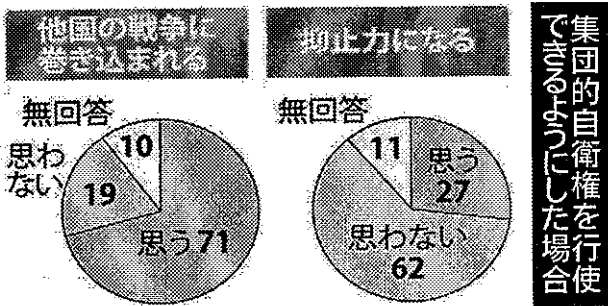 集団的自衛権を行使
できるようにした場合
他国の戦争に
巻き込まれる
無回答
10
思わ
ない
19
思う71
抑止力になる
無回答
11
思う
27
思わない
62